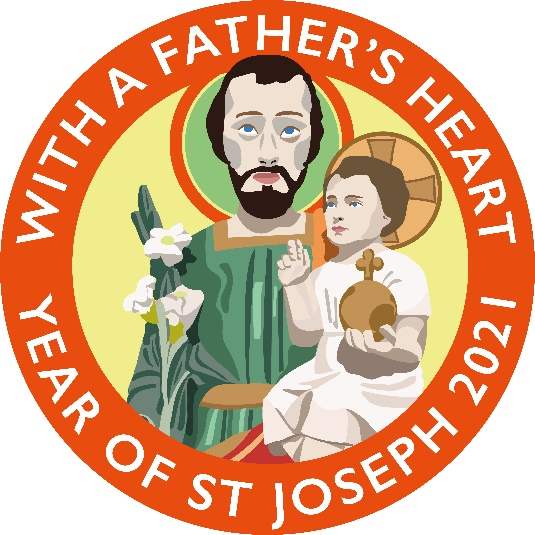 WITH A FATHER'S HEART
YEAR OF ST JOSEPH 2021